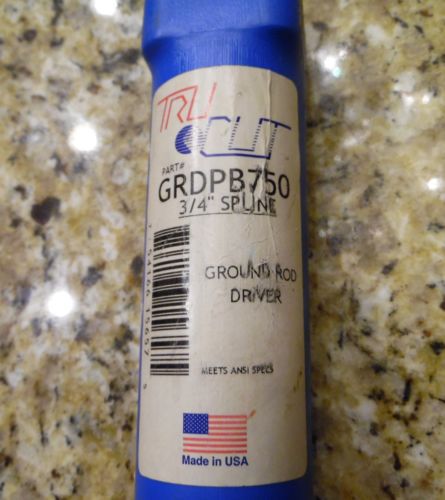 TRU
CUT
PART#
GRDPB750
3/4" SPLINE
GROUND ROD
DRIVER
MEETS ANSI SPECS
Made in USA